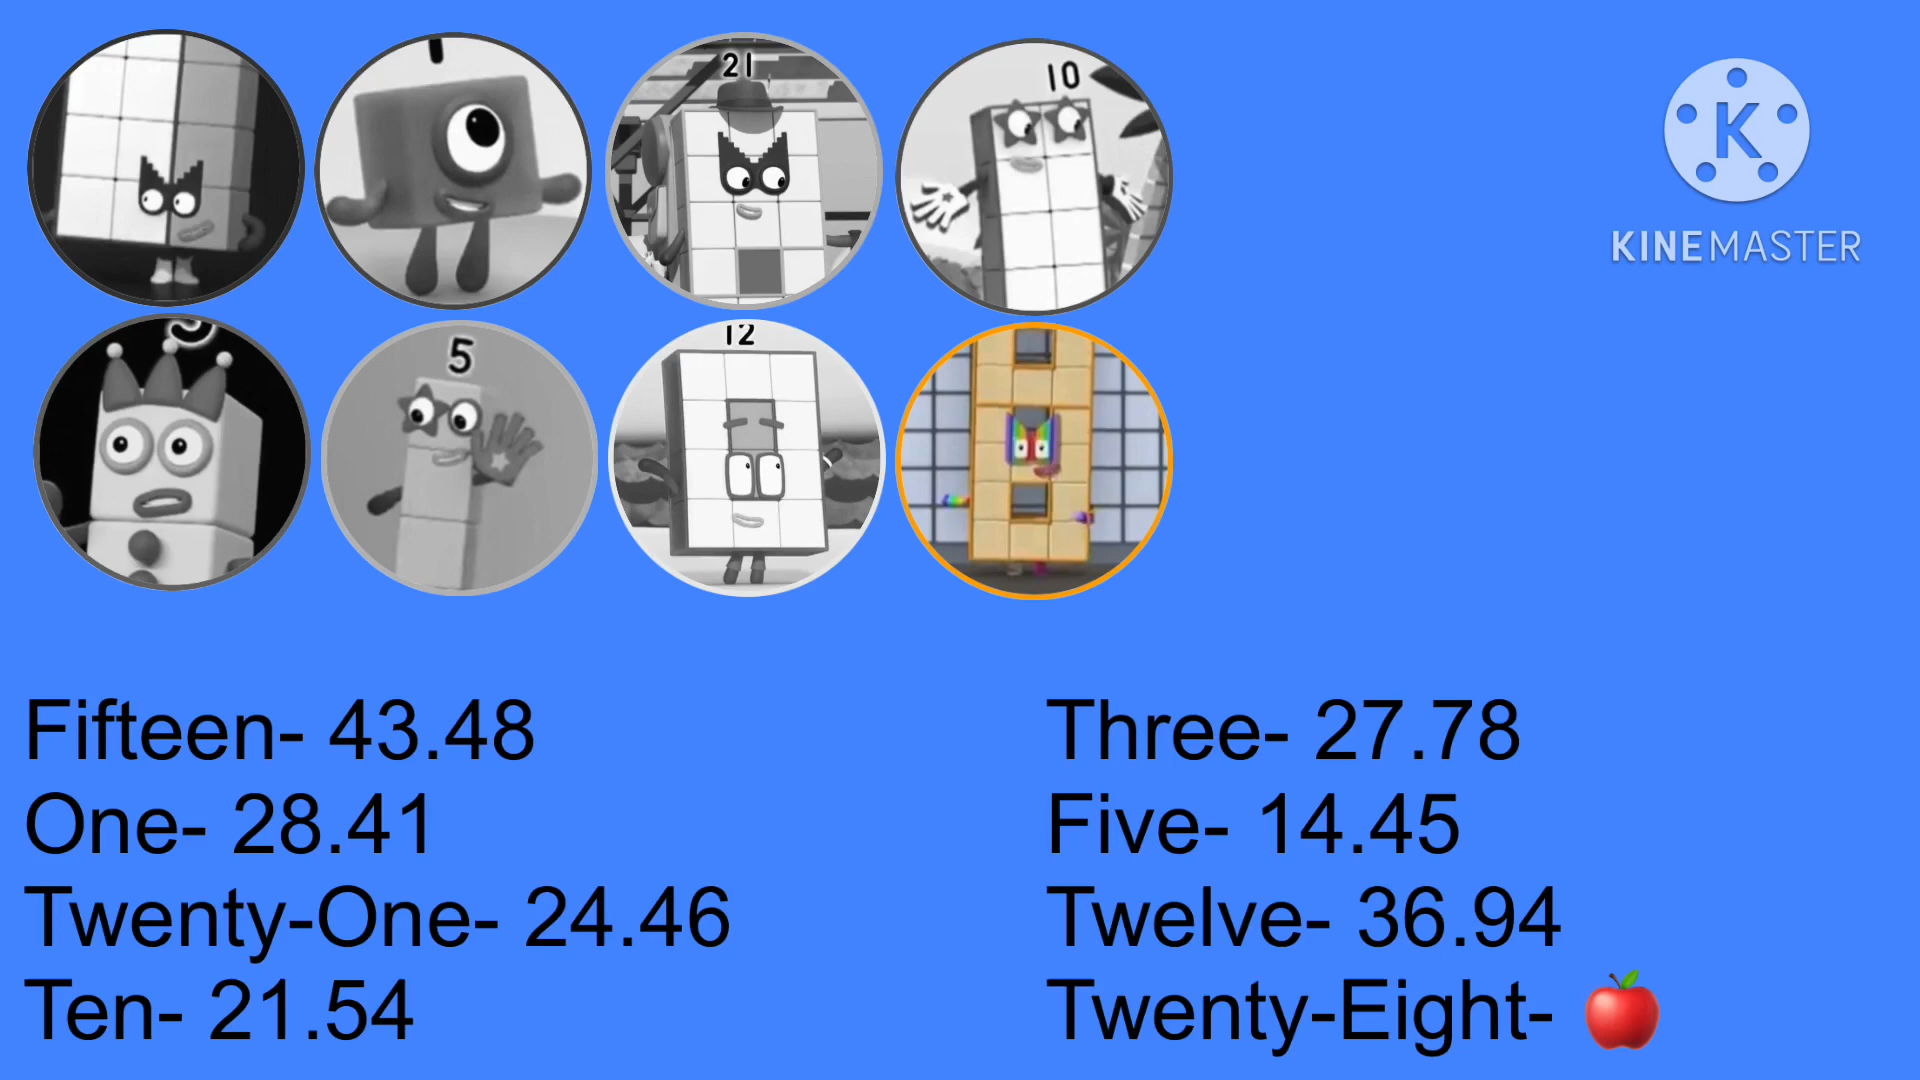 21
10
K
KINEMASTER
5
12
Fifteen- 43.48
One- 28.41
Twenty-One- 24.46
Ten- 21.54
Three- 27.78
Five- 14.45
Twelve- 36.94
Twenty-Eight- 🍎